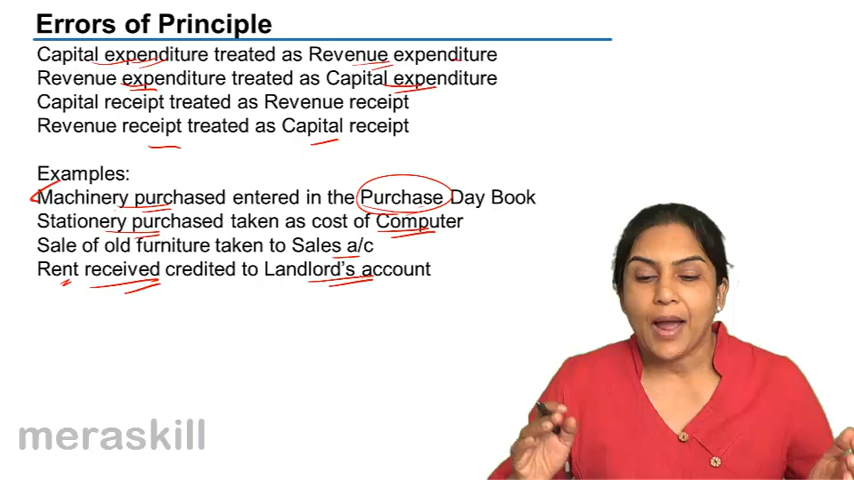 Errors of Principle
Capital expenditure treated as Revenue expenditure
Revenue expenditure treated as Capital expenditure
Capital receipt treated as Revenue receipt
Revenue receipt treated as Capital receipt
Examples:
Machinery purchased entered in the Purchase Day Book
Stationery purchased taken as cost of Computer
Sale of old furniture taken to Sales a/c
Rent received credited to Landlord's account
meraskill